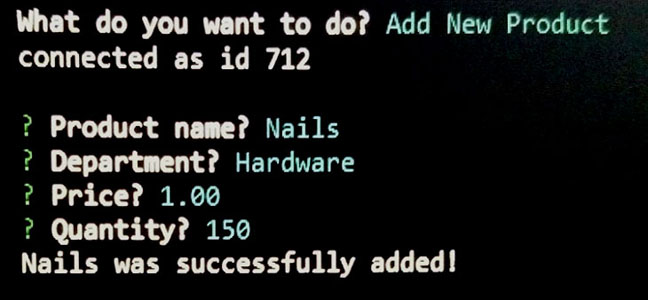 What do you want to do? Add New Product
connected as id 712
? Product name? Nails
? Department? Hardware
? Price? 1.00
? Quantity? 150
Nails was successfully added!